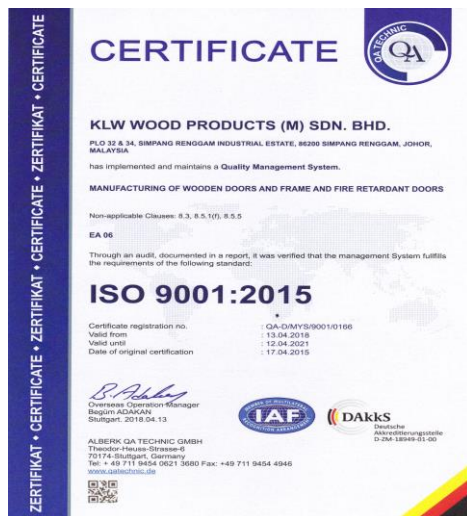 ZERTIFIKAT • CERTIFICATE • ZERTIFIKAT • CERTIFICATE • ZERTIFIKAT • CERTIFICATE
CERTIFICATE
QA TECHNIC
QA
KLW WOOD PRODUCTS (M) SDN. BHD.
PLO 32 & 34, SIMPANG RENGGAM INDUSTRIAL ESTATE, 86200 SIMPANG RENGGAM, JOHOR,
MALAYSIA
has implemented and maintains a Quality Management System.
MANUFACTURING OF WOODEN DOORS AND FRAME AND FIRE RETARDANT DOORS
Non-applicable Clauses: 8.3, 8.5.1(f), 8.5.5
EA 06
Through an audit, documented in a report, it was verified that the management System fullfills
the requirements of the following standard:
ISO 9001:2015
Certificate registration no. : QA-D/MYS/9001/0166
Valid from : 13.04.2018
Valid until : 12.04.2021
Date of original certification : 17.04.2015
B. Adakan
Overseas Operation Manager
Begüm ADAKAN
Stuttgart. 2018.04.13
MEMBER OF MULTILATERAL
IAF
RECOGNITION ARRANGEMENT
DAkkS
Deutsche
Akkreditierungsstelle
D-ZM-18949-01-00
ALBERK QA TECHNIC GMBH
Theodor-Heuss-Strasse-6
70174-Stuttgart, Germany
Tel: + 49 711 9454 0621 3680 Fax: +49 711 9454 4946
www.qatechnic.de